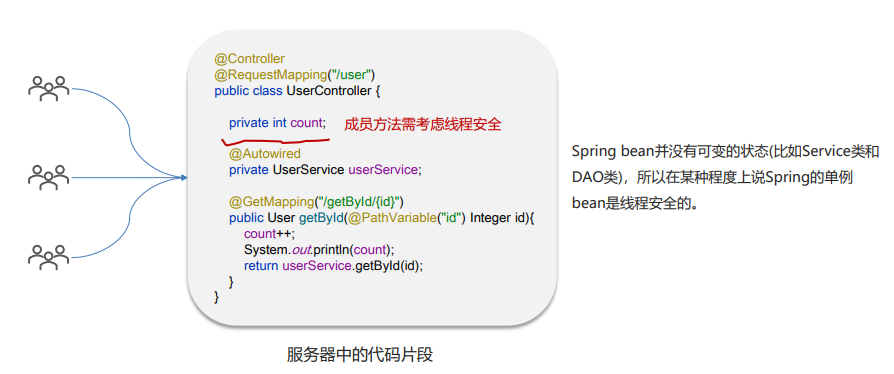 @Controller
@RequestMapping("/user")
public class UserController {
private int count; 成员方法需考虑线程安全
@Autowired
private UserService userService;
@GetMapping("/getById/{id}")
public User getById(@PathVariable("id") Integer id){
count++;
System.out.println(count);
return userService.getById(id);
}
}
Spring bean并没有可变的状态(比如Service类和
DAO类)，所以在某种程度上说Spring的单例
bean是线程安全的。
服务器中的代码片段